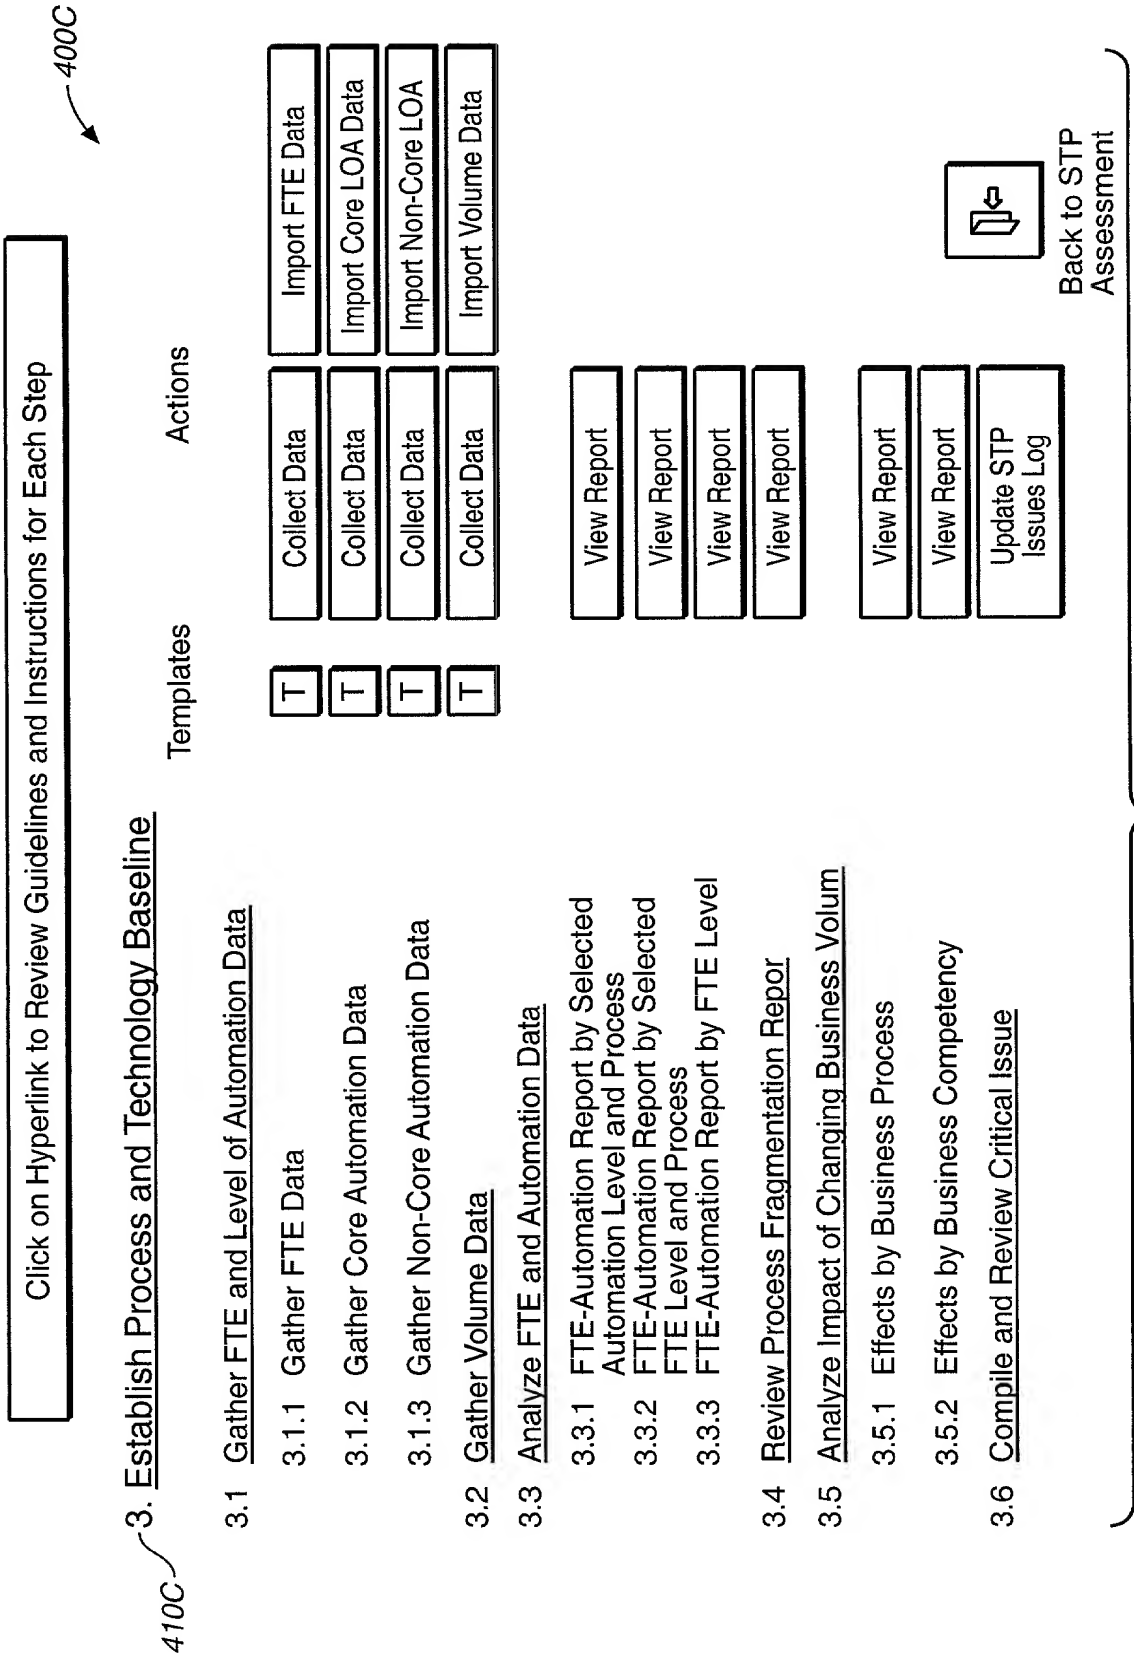 400C
Click on Hyperlink to Review Guidelines and Instructions for Each Step
410C
3. Establish Process and Technology Baseline
Templates
Actions
3.1 Gather FTE and Level of Automation Data
3.1.1 Gather FTE Data
T
Collect Data
Import FTE Data
3.1.2 Gather Core Automation Data
T
Collect Data
Import Core LOA Data
3.1.3 Gather Non-Core Automation Data
T
Collect Data
Import Non-Core LOA
3.2 Gather Volume Data
T
Collect Data
Import Volume Data
3.3 Analyze FTE and Automation Data
3.3.1 FTE-Automation Report by Selected
Automation Level and Process
View Report
3.3.2 FTE-Automation Report by Selected
FTE Level and Process
View Report
3.3.3 FTE-Automation Report by FTE Level
View Report
3.4 Review Process Fragmentation Repor
View Report
3.5 Analyze Impact of Changing Business Volum
3.5.1 Effects by Business Process
View Report
3.5.2 Effects by Business Competency
View Report
3.6 Compile and Review Critical Issue
Update STP
Issues Log
Back to STP
Assessment